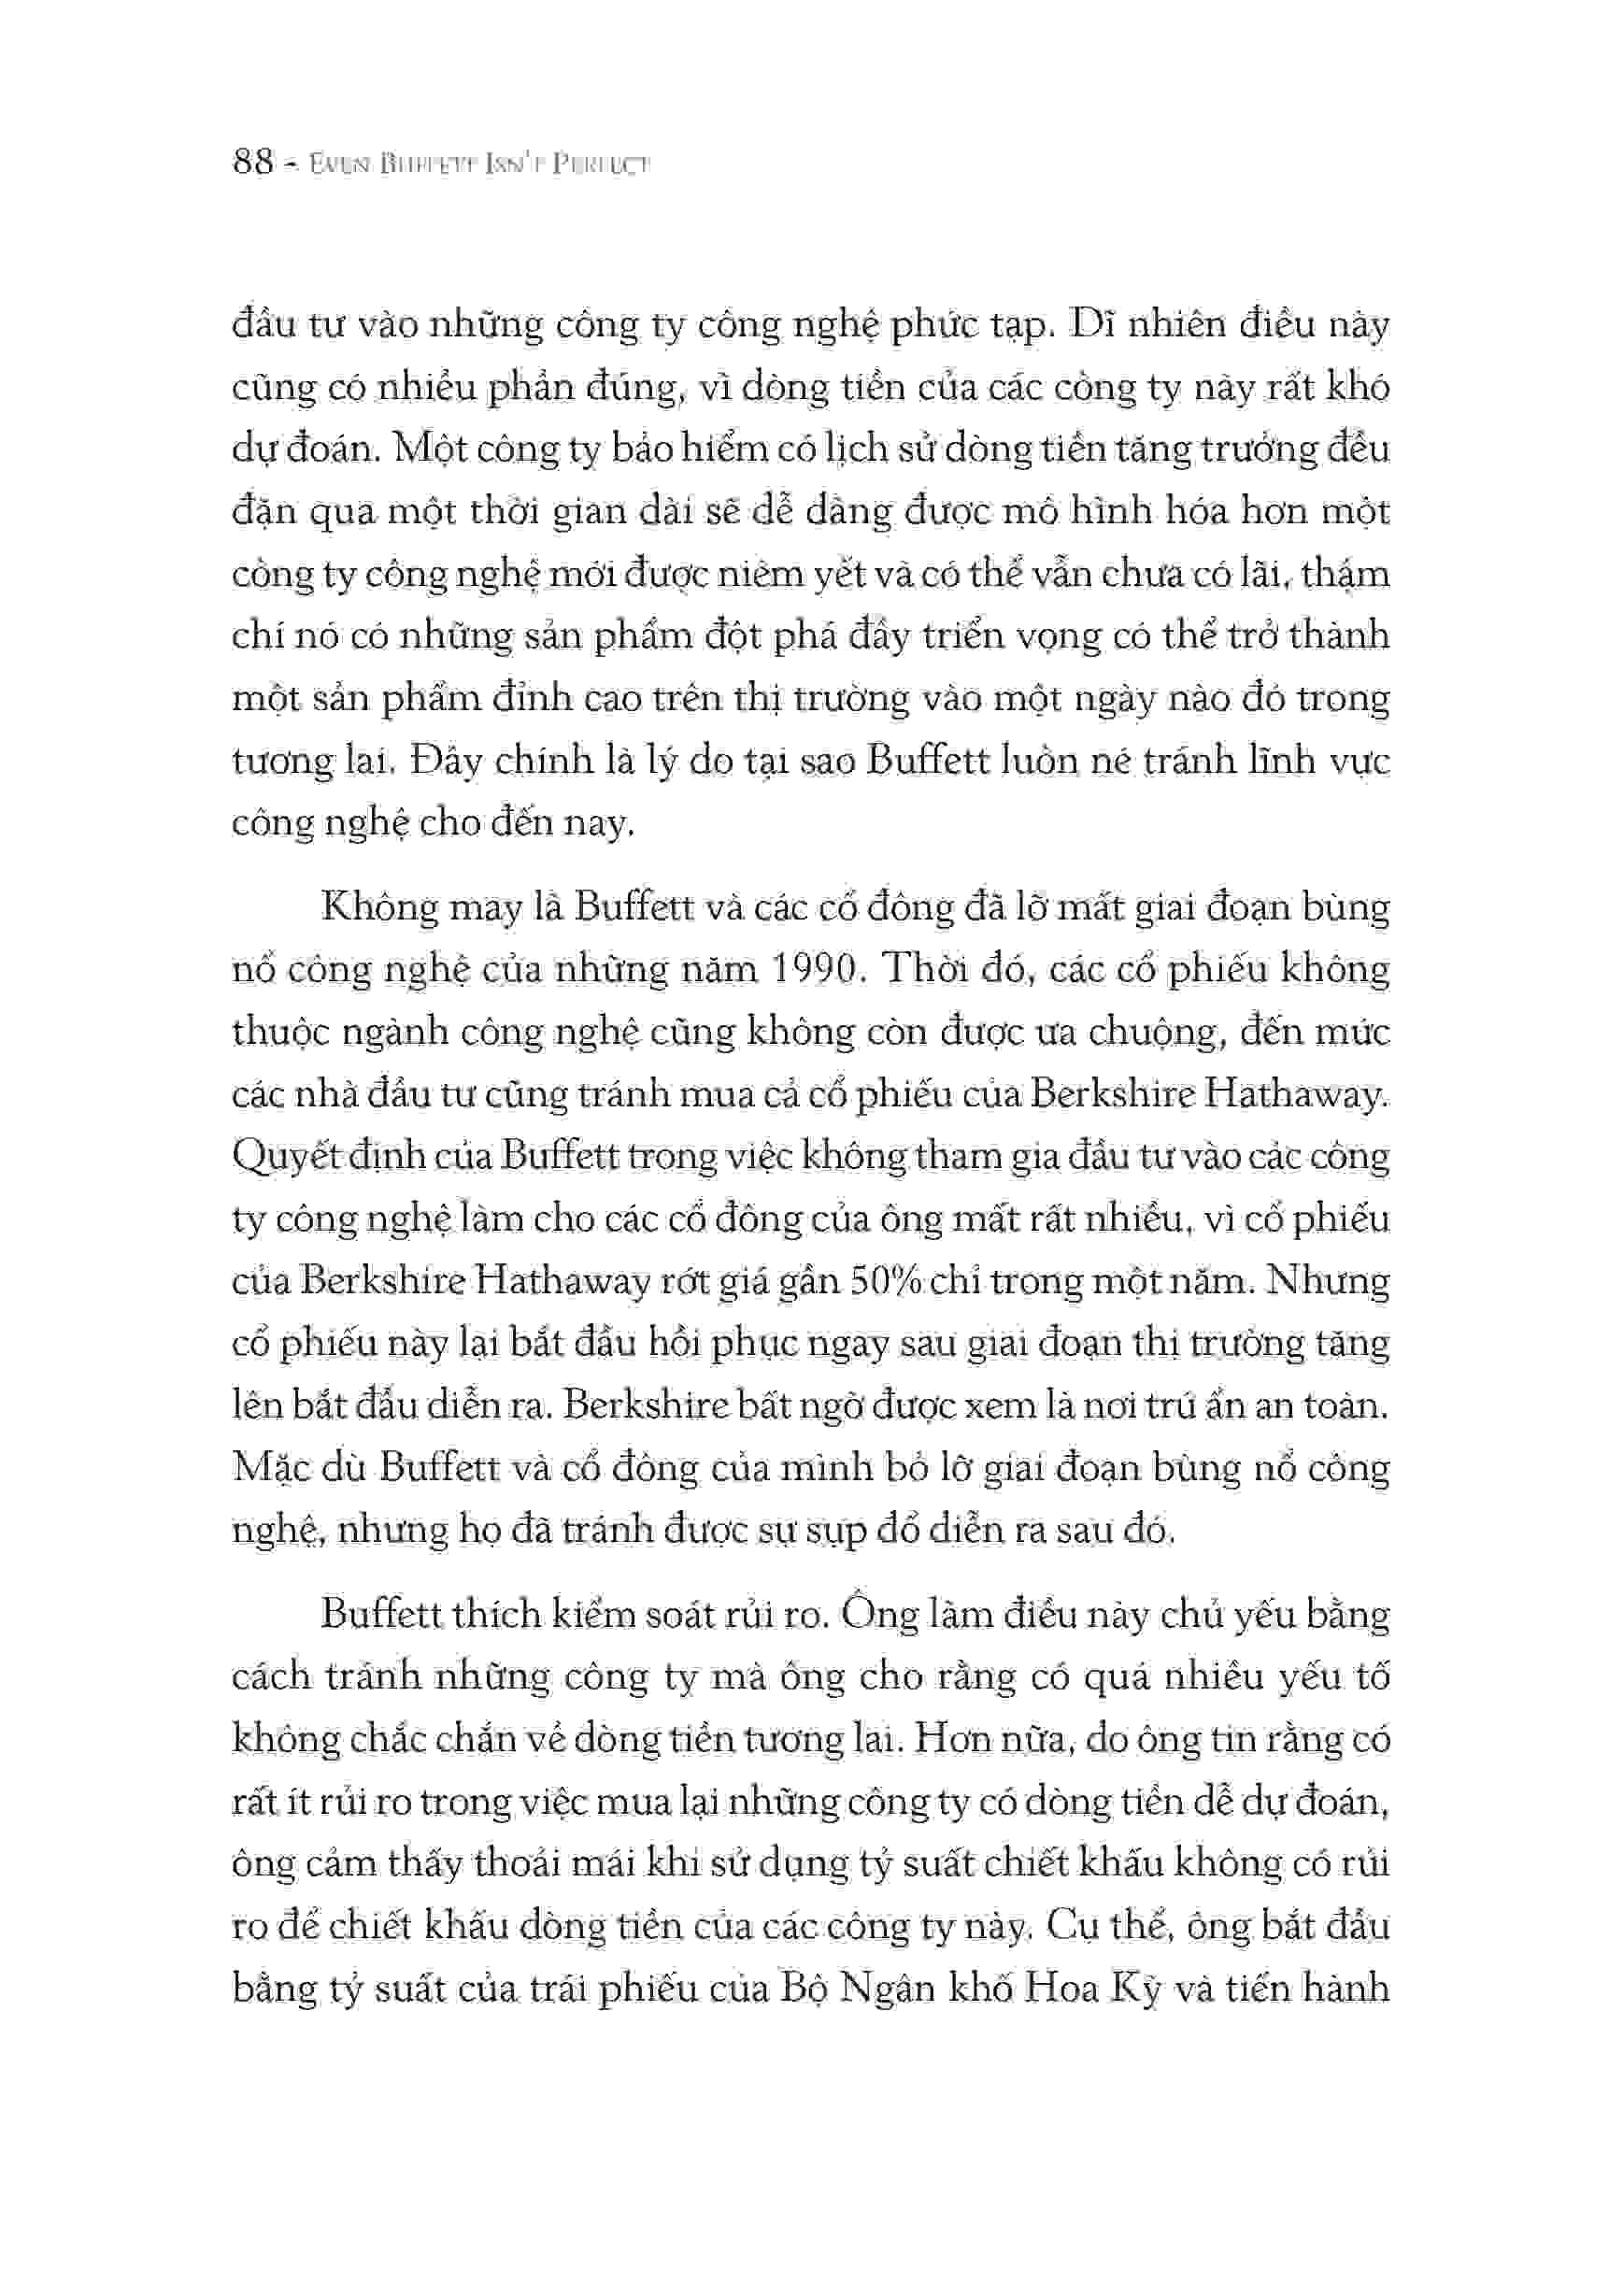 88 - Even Buffett Isn't Perfect
đầu tư vào những công ty công nghệ phức tạp. Dĩ nhiên điều này
cũng có nhiều phần đúng, vì dòng tiền của các công ty này rất khó
dự đoán. Một công ty bảo hiểm có lịch sử dòng tiền tăng trưởng đều
đặn qua một thời gian dài sẽ dễ dàng được mô hình hóa hơn một
công ty công nghệ mới được niêm yết và có thể vẫn chưa có lãi, thậm
chí nó có những sản phẩm đột phá đầy triển vọng có thể trở thành
một sản phẩm đỉnh cao trên thị trường vào một ngày nào đó trong
tương lai. Đây chính là lý do tại sao Buffett luôn né tránh lĩnh vực
công nghệ cho đến nay.
Không may là Buffett và các cổ đông đã lỡ mất giai đoạn bùng
nổ công nghệ của những năm 1990. Thời đó, các cổ phiếu không
thuộc ngành công nghệ cũng không còn được ưa chuộng, đến mức
các nhà đầu tư cũng tránh mua cả cổ phiếu của Berkshire Hathaway.
Quyết định của Buffett trong việc không tham gia đầu tư vào các công
ty công nghệ làm cho các cổ đông của ông mất rất nhiều, vì cổ phiếu
của Berkshire Hathaway rớt giá gần 50% chỉ trong một năm. Nhưng
cổ phiếu này lại bắt đầu hồi phục ngay sau giai đoạn thị trường tăng
lên bắt đầu diễn ra. Berkshire bất ngờ được xem là nơi trú ẩn an toàn.
Mặc dù Buffett và cổ đông của mình bỏ lỡ giai đoạn bùng nổ công
nghệ, nhưng họ đã tránh được sự sụp đổ diễn ra sau đó.
Buffett thích kiểm soát rủi ro. Ông làm điều này chủ yếu bằng
cách tránh những công ty mà ông cho rằng có quá nhiều yếu tố
không chắc chắn về dòng tiền tương lai. Hơn nữa, do ông tin rằng có
rất ít rủi ro trong việc mua lại những công ty có dòng tiền dễ dự đoán,
ông cảm thấy thoải mái khi sử dụng tỷ suất chiết khấu không có rủi
ro để chiết khấu dòng tiền của các công ty này. Cụ thể, ông bắt đầu
bằng tỷ suất của trái phiếu của Bộ Ngân khố Hoa Kỳ và tiến hành